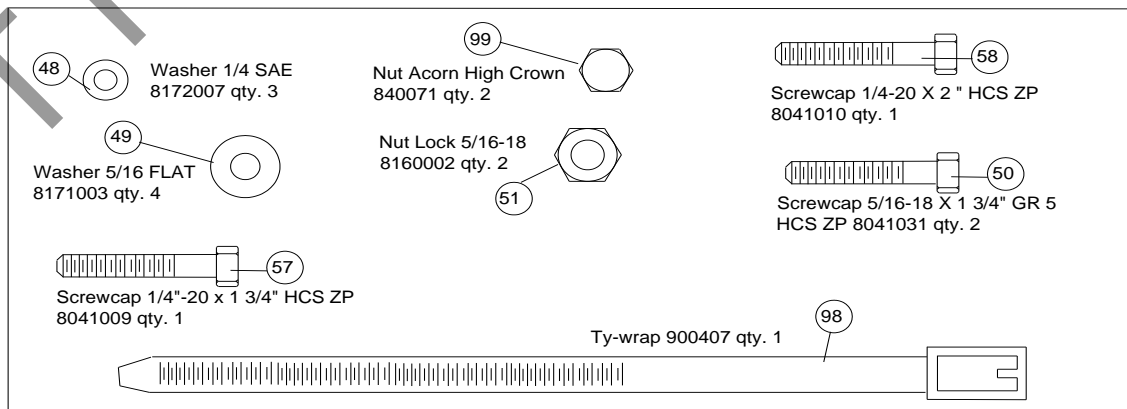 48
Washer 1/4 SAE
8172007 qty. 3
99
Nut Acorn High Crown
840071 qty. 2
58
Screwcap 1/4-20 X 2 " HCS ZP
8041010 qty. 1
49
Washer 5/16 FLAT
8171003 qty. 4
Nut Lock 5/16-18
8160002 qty. 2
51
50
Screwcap 5/16-18 X 1 3/4" GR 5
HCS ZP 8041031 qty. 2
57
Screwcap 1/4"-20 x 1 3/4" HCS ZP
8041009 qty. 1
Ty-wrap 900407 qty. 1
98